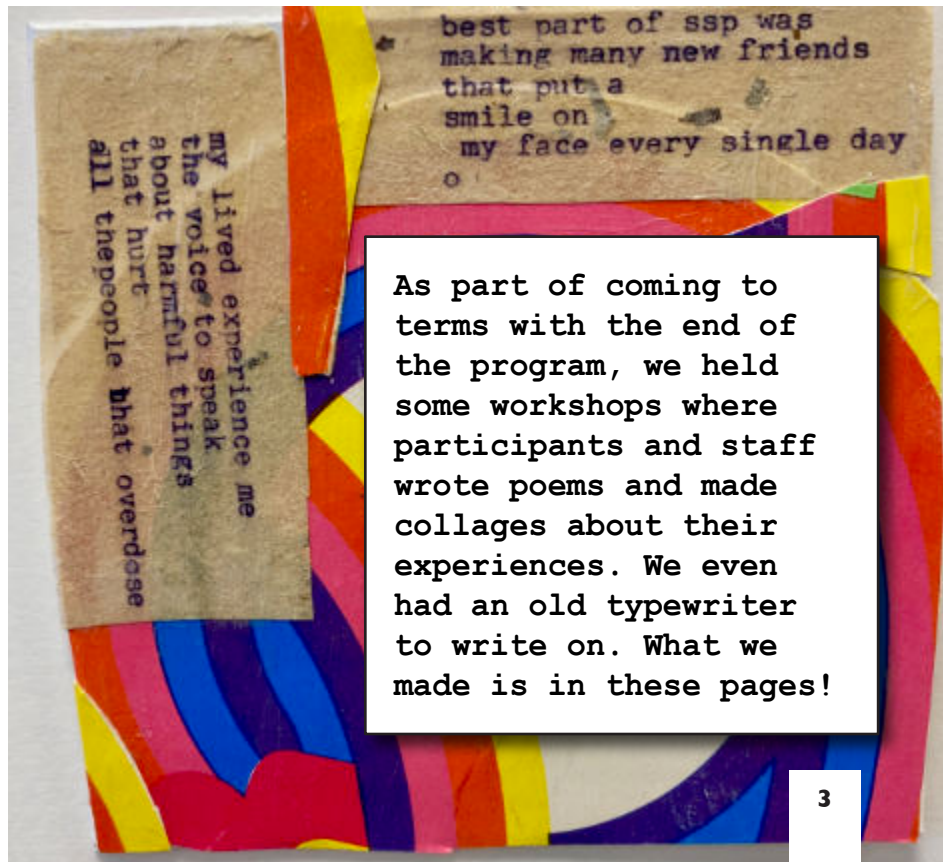 best part of ssp was
making many new friends
that put a
smile on
my face every single day
o
my lived experience me
the voice to speak
about harmful things
that hurt
all thepeople that overdose
As part of coming to
terms with the end of
the program, we held
some workshops where
participants and staff
wrote poems and made
collages about their
experiences. We even
had an old typewriter
to write on. What we
made is in these pages!
3